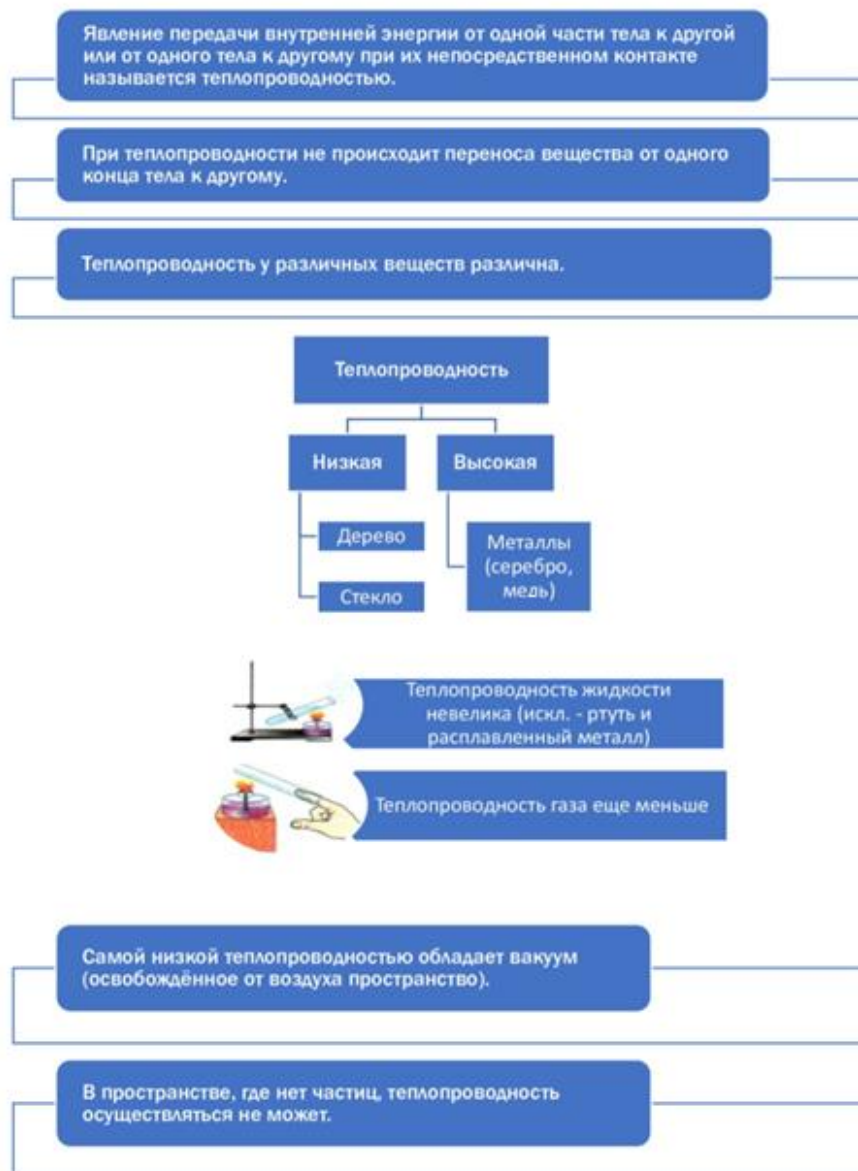 Явление передачи внутренней энергии от одной части тела к другой
или от одного тела к другому при их непосредственном контакте
называется теплопроводностью.
При теплопроводности не происходит переноса вещества от одного
конца тела к другому.
Теплопроводность у различных веществ различна.
Теплопроводность
Низкая
Высокая
Дерево
Стекло
Металлы
(серебро,
медь)
Теплопроводность жидкости
невелика (искл. - ртуть и
расплавленный металл)
Теплопроводность газа еще меньше
Самой низкой теплопроводностью обладает вакуум
(освобождённое от воздуха пространство).
В пространстве, где нет частиц, теплопроводность
осуществляться не может.